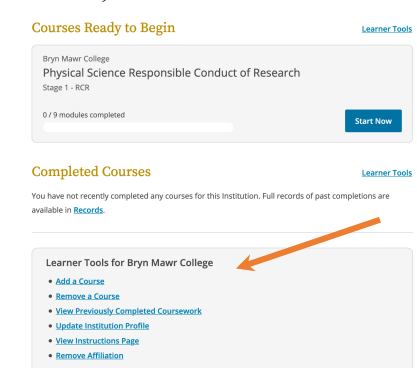 Courses Ready to Begin
Learner Tools
Bryn Mawr College
Physical Science Responsible Conduct of Research
Stage 1 - RCR
0 / 9 modules completed
Start Now
Completed Courses
Learner Tools
You have not recently completed any courses for this Institution. Full records of past completions are
available in Records.
Learner Tools for Bryn Mawr College
Add a Course
Remove a Course
View Previously Completed Coursework
Update Institution Profile
View Instructions Page
Remove Affiliation